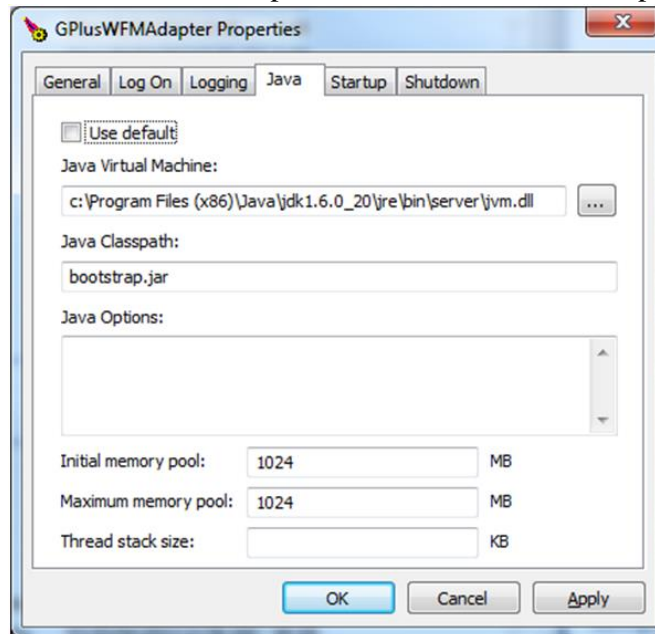 GPlusWFMAdapter Properties
General Log On Logging Java Startup Shutdown
Use default
Java Virtual Machine:
c:\Program Files (x86)\Java\jdk1.6.0_20\jre\bin\server\jvm.dll ...
Java Classpath:
bootstrap.jar
Java Options:
Initial memory pool: 1024 MB
Maximum memory pool: 1024 MB
Thread stack size: KB
OK Cancel Apply